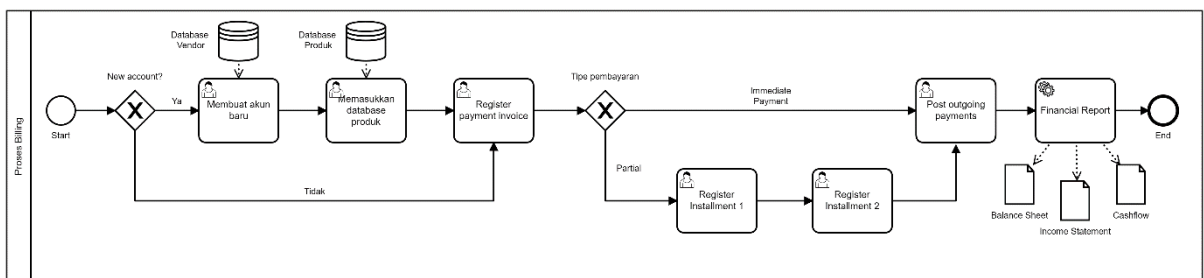 Proses Billing
Start
New account?
Ya
Tidak
Database
Vendor
Membuat akun
baru
Database
Produk
Memasukkan
database
produk
Register
payment invoice
Tipe pembayaran
Immediate
Payment
Partial
Register
Installment 1
Register
Installment 2
Post outgoing
payments
Financial Report
Balance Sheet
Income Statement
Cashflow
End